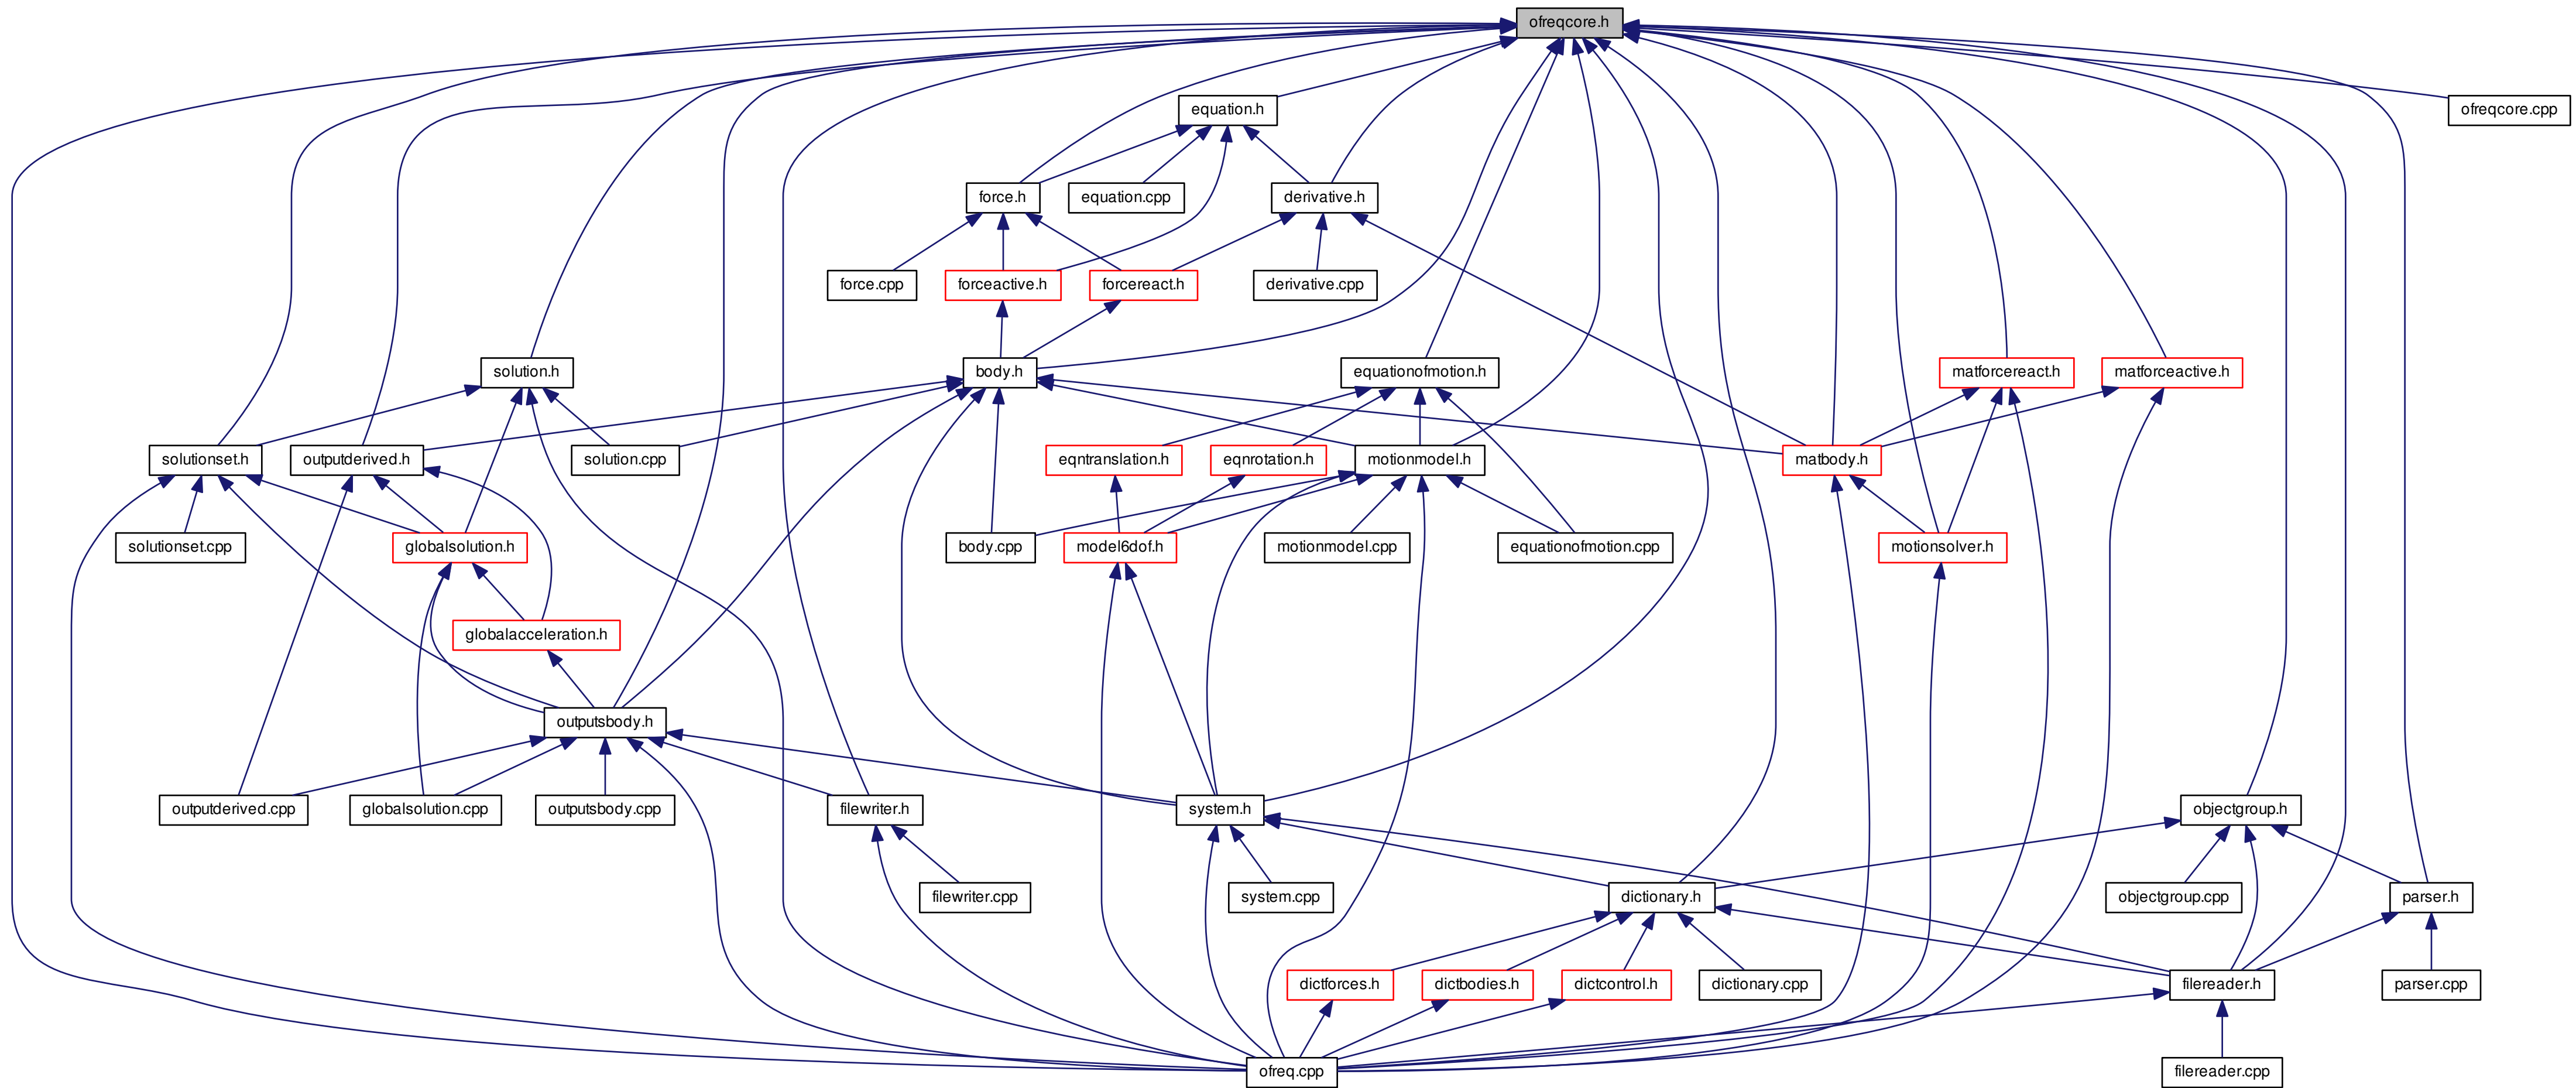 ofreqcore.h
equation.h
ofreqcore.cpp
force.h
equation.cpp
derivative.h
force.cpp
forceactive.h
forcereact.h
derivative.cpp
solution.h
body.h
equationofmotion.h
matforcereact.h
matforceactive.h
solutionset.h
outputderived.h
solution.cpp
eqntranslation.h
eqnrotation.h
motionmodel.h
matbody.h
solutionset.cpp
globalsolution.h
body.cpp
model6dof.h
motionmodel.cpp
equationofmotion.cpp
motionsolver.h
globalacceleration.h
outputsbody.h
outputderived.cpp
globalsolution.cpp
outputsbody.cpp
filewriter.h
system.h
objectgroup.h
filewriter.cpp
system.cpp
dictionary.h
objectgroup.cpp
parser.h
dictforces.h
dictbodies.h
dictcontrol.h
dictionary.cpp
filereader.h
parser.cpp
ofreq.cpp
filereader.cpp